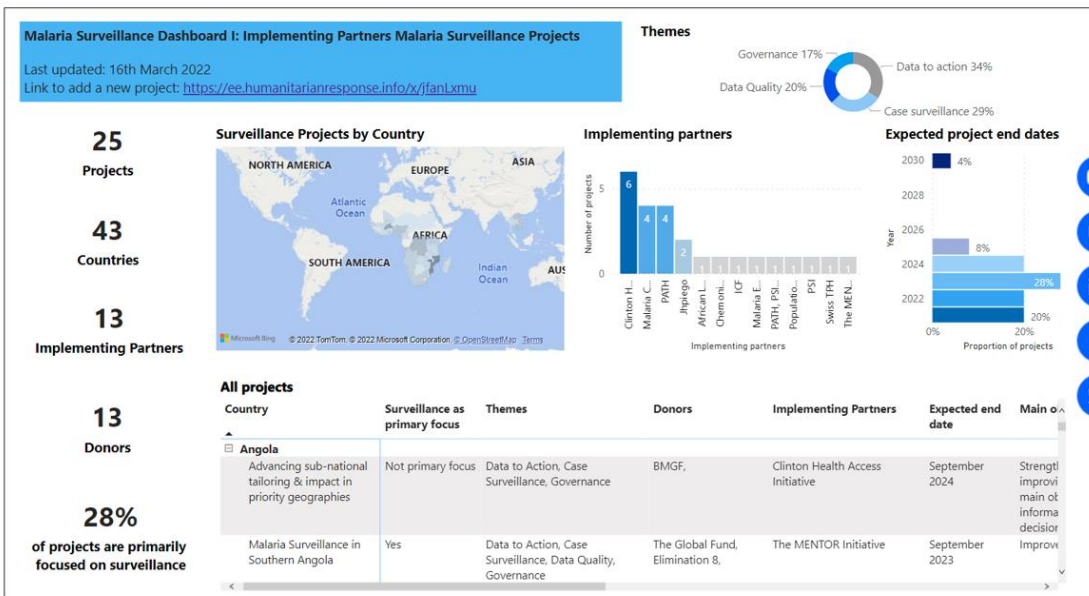 Malaria Surveillance Dashboard I: Implementing Partners Malaria Surveillance Projects
Last updated: 16th March 2022
Link to add a new project: https://ee.humanitarianresponse.info/x/jfanLxmu
Themes
Governance 17%
Data to action 34%
Data Quality 20%
Case surveillance 29%
25
Projects
43
Countries
13
Implementing Partners
13
Donors
28%
of projects are primarily
focused on surveillance
Surveillance Projects by Country
NORTH AMERICA
EUROPE
ASIA
Atlantic
Ocean
AFRICA
SOUTH AMERICA
Indian
Ocean
AUS
Microsoft Bing
© 2022 TomTom, © 2022 Microsoft Corporation, © OpenStreetMap Terms
Implementing partners
Number of projects
5
0
6
4
4
2
1
1
1
1
1
1
1
1
1
Clinton H...
Malaria C...
PATH
Jhpiego
African L...
Chemoni...
ICF
Malaria E...
PATH, PSI...
Populatio...
PSI
Swiss TPH
The MEN...
Implementing partners
Expected project end dates
Year
2030
2028
2026
2024
2022
4%
8%
28%
20%
0%
20%
Proportion of projects
All projects
Country
Surveillance as
primary focus
Themes
Donors
Implementing Partners
Expected end
date
Main o
Angola
Advancing sub-national
tailoring & impact in
priority geographies
Not primary focus
Data to Action, Case
Surveillance, Governance
BMGF,
Clinton Health Access
Initiative
September
2024
Strengt
improvi
main ob
informa
decision
Malaria Surveillance in
Southern Angola
Yes
Data to Action, Case
Surveillance, Data Quality,
Governance
The Global Fund,
Elimination 8,
The MENTOR Initiative
September
2023
Improve